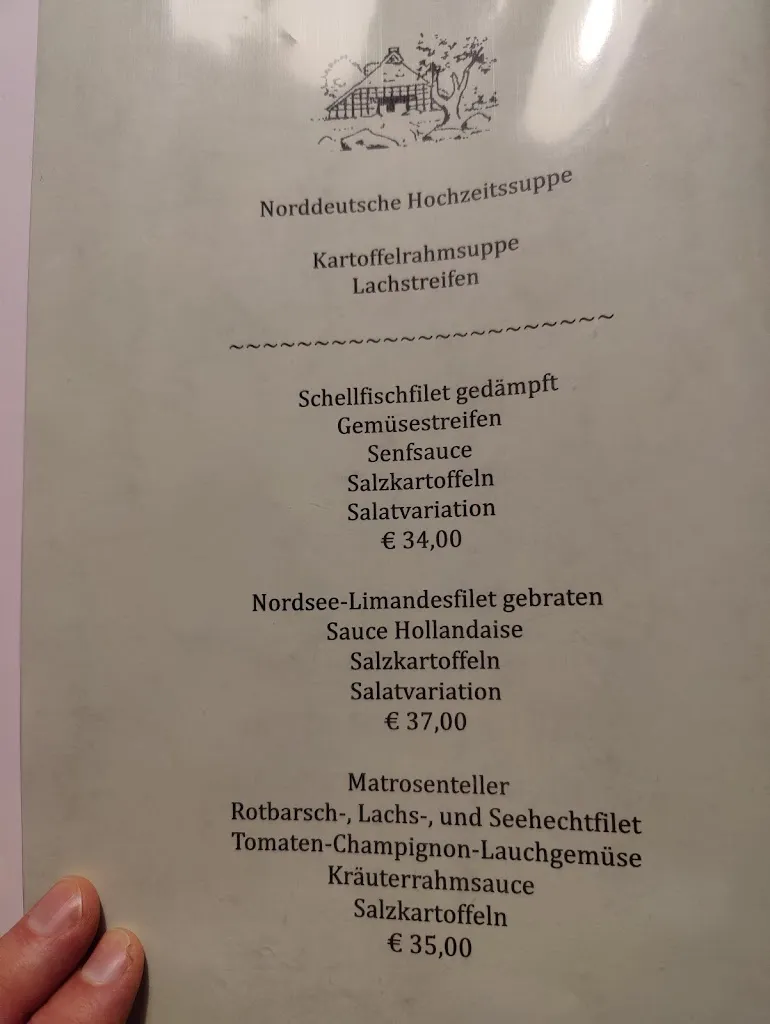 Norddeutsche Hochzeitssuppe
Kartoffelrahmsuppe
Lachstreifen
~~~~~~~~~~~~~~~~~~~~~~~
Schellfischfilet gedämpft
Gemüsestreifen
Senfsauce
Salzkartoffeln
Salatvariation
€ 34,00
Nordsee-Limandesfilet gebraten
Sauce Hollandaise
Salzkartoffeln
Salatvariation
€ 37,00
Matrosenteller
Rotbarsch-, Lachs-, und Seehechtfilet
Tomaten-Champignon-Lauchgemüse
Kräuterrahmsauce
Salzkartoffeln
€ 35,00